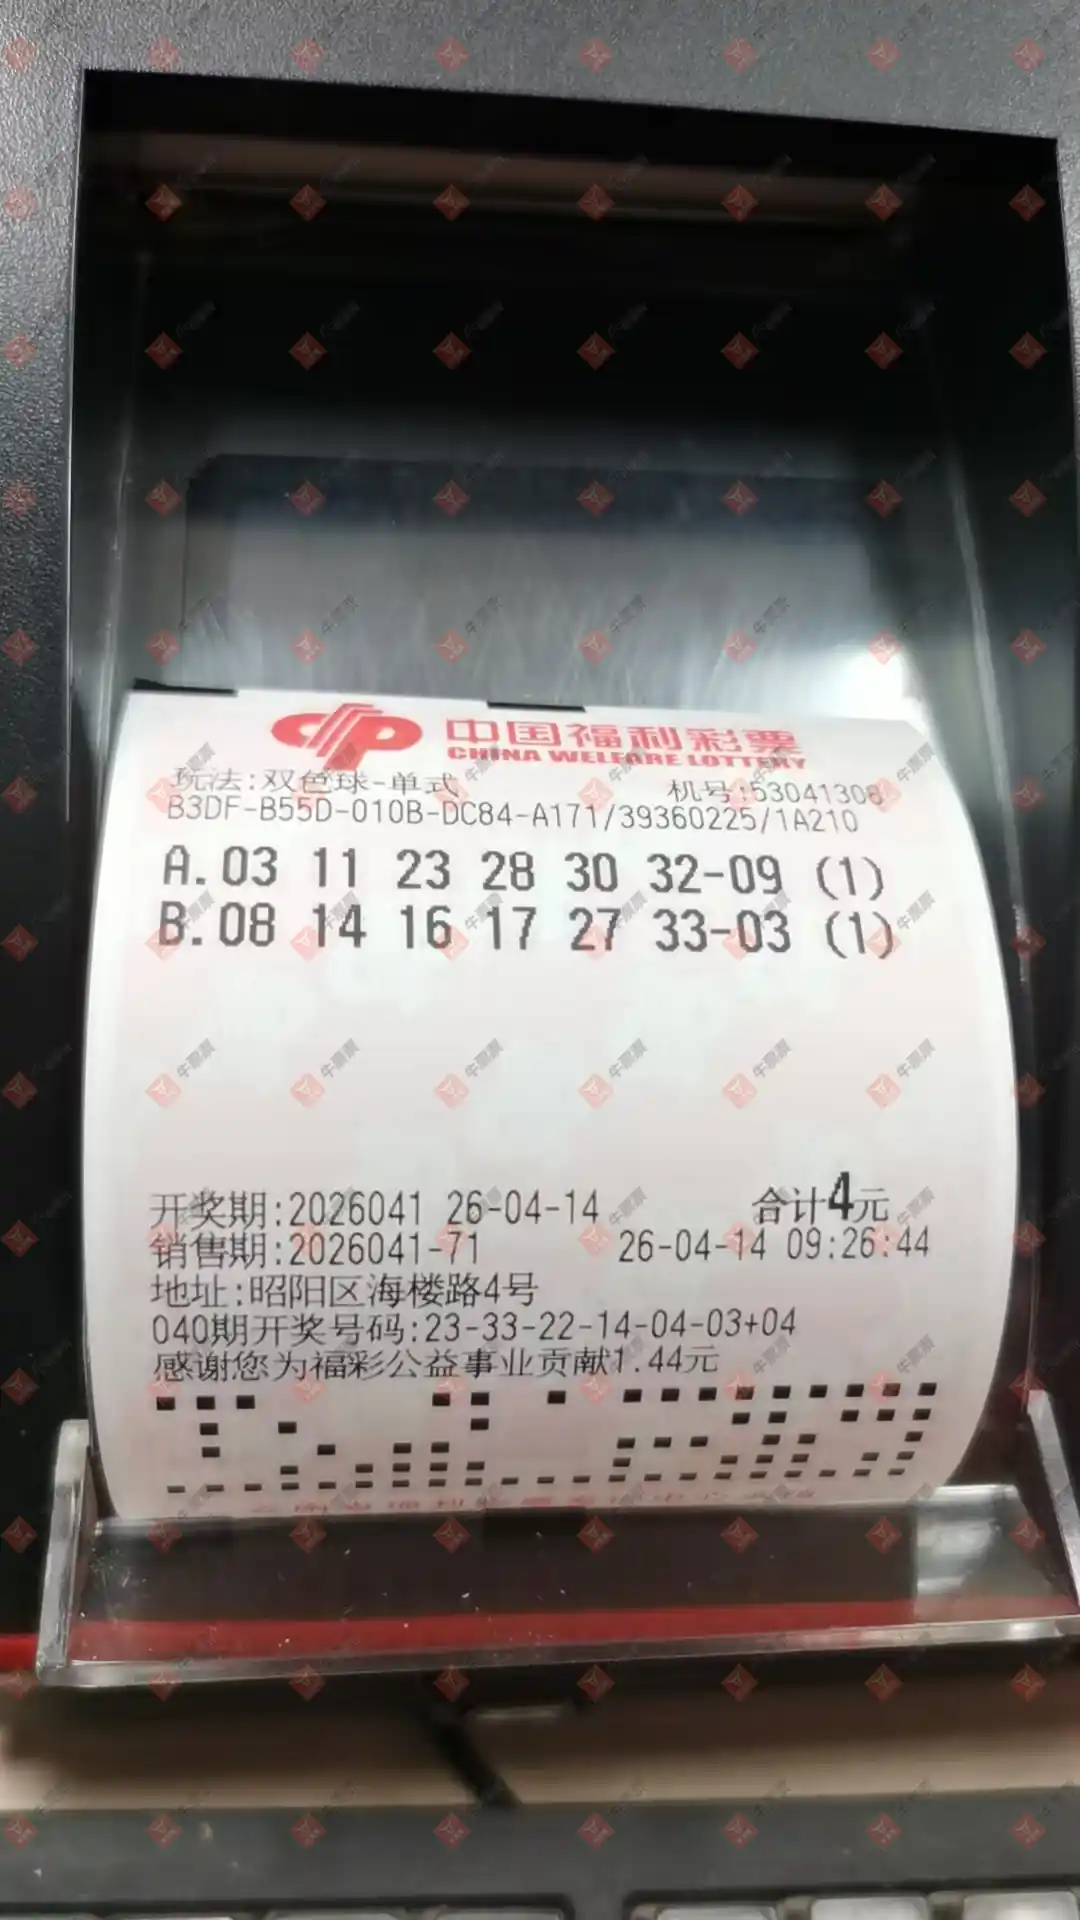 中国福利彩票
CHINA WELFARE LOTTERY
玩法:双色球-单式 机号:53041308
B3DF-B55D-010B-DC84-A171/39360225/1A210
A.03 11 23 28 30 32-09 (1)
B.08 14 16 17 27 33-03 (1)
开奖期:2026041 26-04-14 合计4元
销售期:2026041-71 26-04-14 09:26:44
地址:昭阳区海楼路4号
040期开奖号码:23-33-22-14-04-03+04
感谢您为福彩公益事业贡献1.44元
牛票票